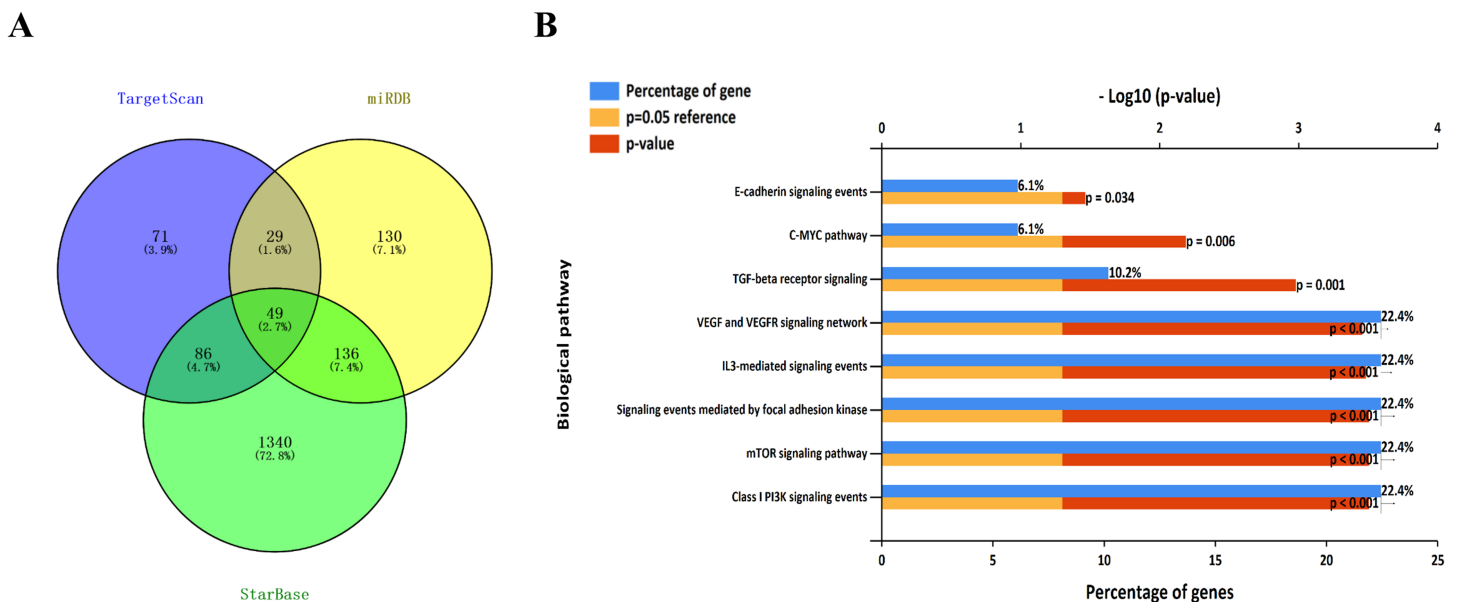 A
TargetScan
miRDB
71
(3.9%)
29
(1.6%)
130
(7.1%)
49
(2.7%)
86
(4.7%)
136
(7.4%)
1340
(72.8%)
StarBase
B
Percentage of gene
p=0.05 reference
p-value
- Log10 (p-value)
0 1 2 3 4
Biological pathway
E-cadherin signaling events
6.1%
p = 0.034
C-MYC pathway
6.1%
p = 0.006
TGF-beta receptor signaling
10.2%
p = 0.001
VEGF and VEGFR signaling network
22.4%
p < 0.001
IL3-mediated signaling events
22.4%
p < 0.001
Signaling events mediated by focal adhesion kinase
22.4%
p < 0.001
mTOR signaling pathway
22.4%
p < 0.001
Class I PI3K signaling events
22.4%
p < 0.001
0 5 10 15 20 25
Percentage of genes